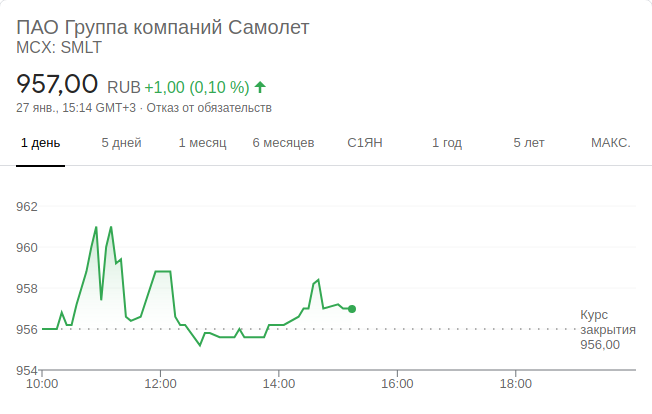 ПАО Группа компаний Самолет
MCX: SMLT
957,00 RUB +1,00 (0,10 %)
27 янв., 15:14 GMT+3 · Отказ от обязательств
1 день 5 дней 1 месяц 6 месяцев С1ЯН 1 год 5 лет МАКС.
962
960
958
956
954
Курс
закрытия
956,00
10:00 12:00 14:00 16:00 18:00